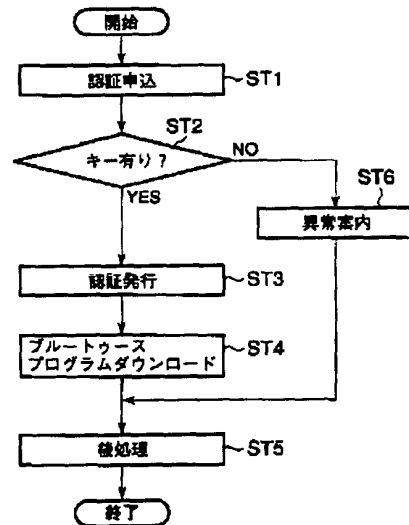 開始
認証申込
ST1
ST2
キー有り?
NO
YES
ST6
異常案内
認証発行
ST3
ブルートゥース
プログラムダウンロード
ST4
後処理
ST5
終了